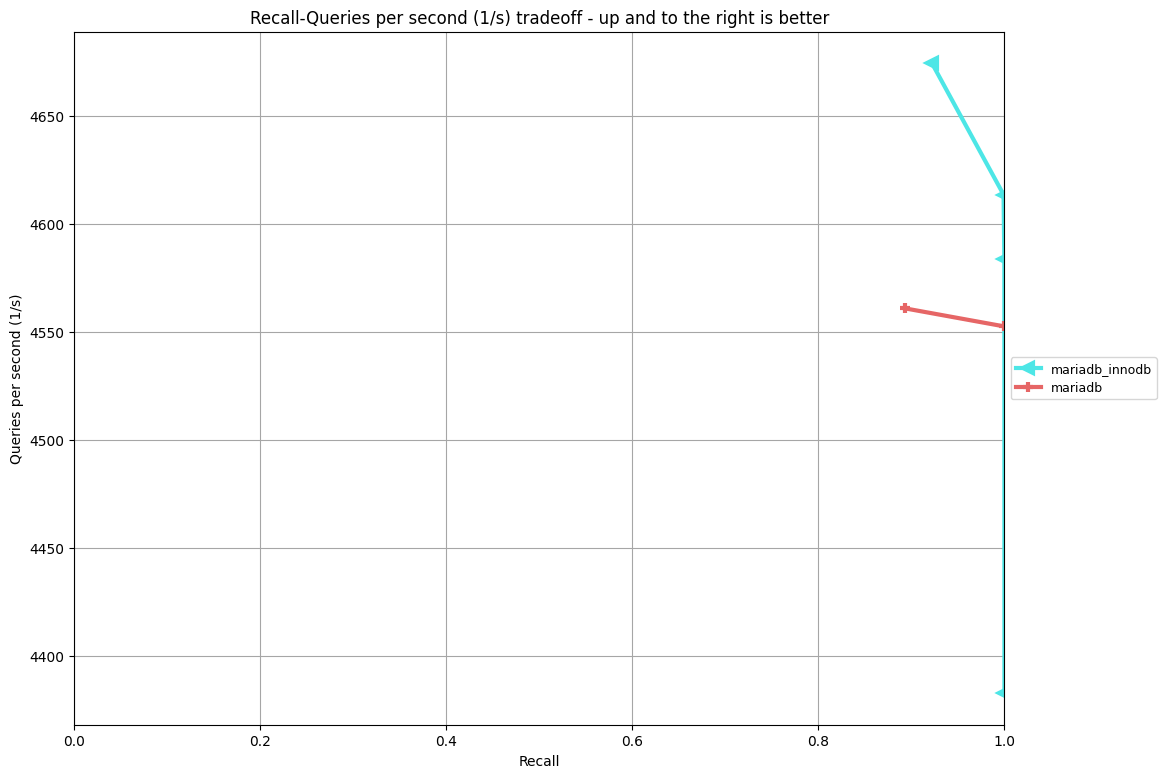 Recall-Queries per second (1/s) tradeoff - up and to the right is better
4650
4600
4550
4500
4450
4400
Queries per second (1/s)
0.0 0.2 0.4 0.6 0.8 1.0
Recall
mariadb_innodb
mariadb